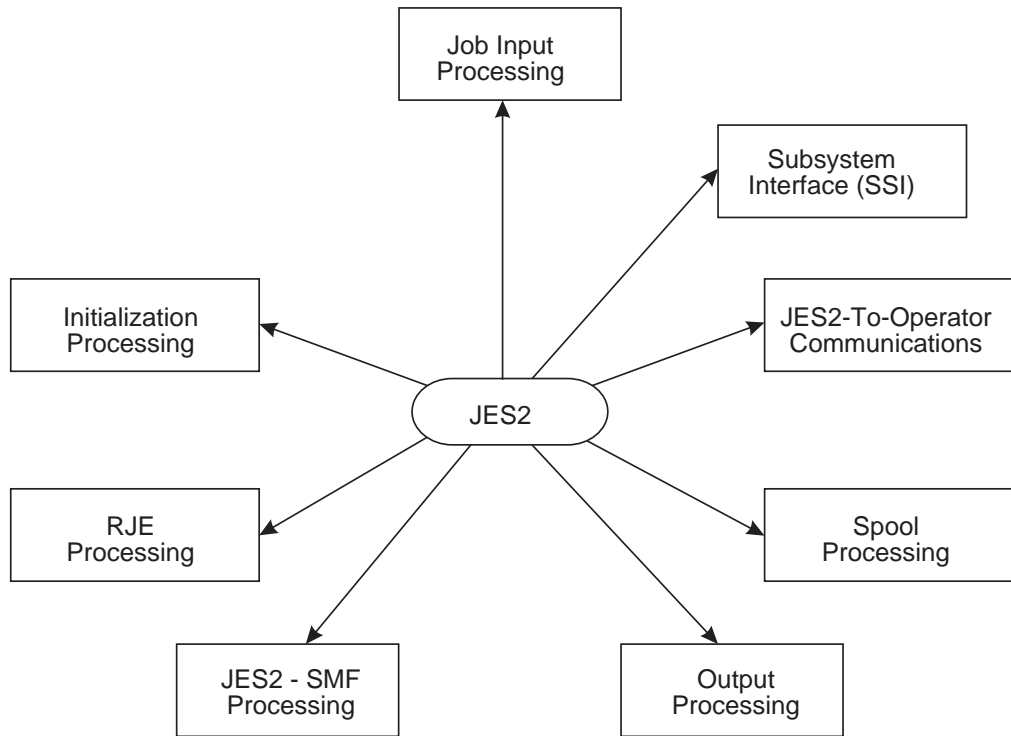 Job Input
Processing
Subsystem
Interface (SSI)
Initialization
Processing
JES2-To-Operator
Communications
JES2
RJE
Processing
Spool
Processing
JES2 - SMF
Processing
Output
Processing